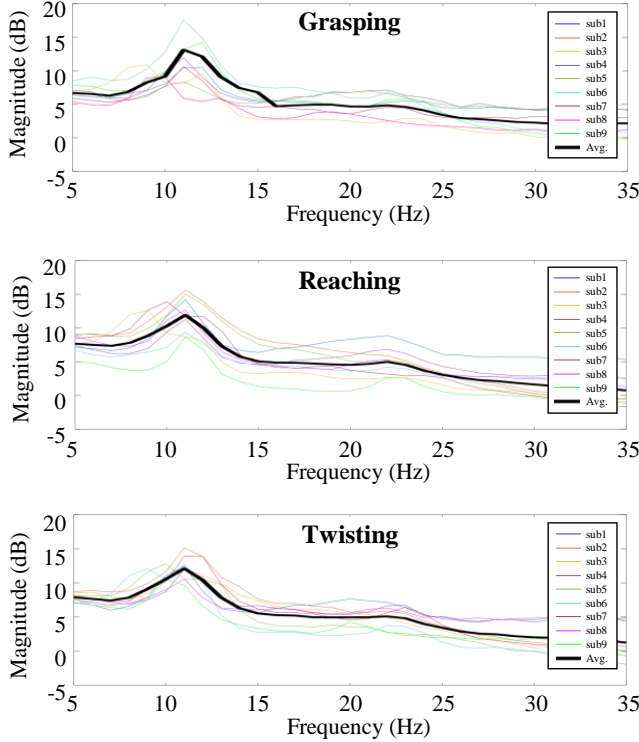 Grasping
Magnitude (dB)
20
15
10
5
0
-5
5
10
15
20
25
30
35
Frequency (Hz)
sub1
sub2
sub3
sub4
sub5
sub6
sub7
sub8
sub9
Avg.
Reaching
Magnitude (dB)
20
15
10
5
0
-5
5
10
15
20
25
30
35
Frequency (Hz)
sub1
sub2
sub3
sub4
sub5
sub6
sub7
sub8
sub9
Avg.
Twisting
Magnitude (dB)
20
15
10
5
0
-5
5
10
15
20
25
30
35
Frequency (Hz)
sub1
sub2
sub3
sub4
sub5
sub6
sub7
sub8
sub9
Avg.